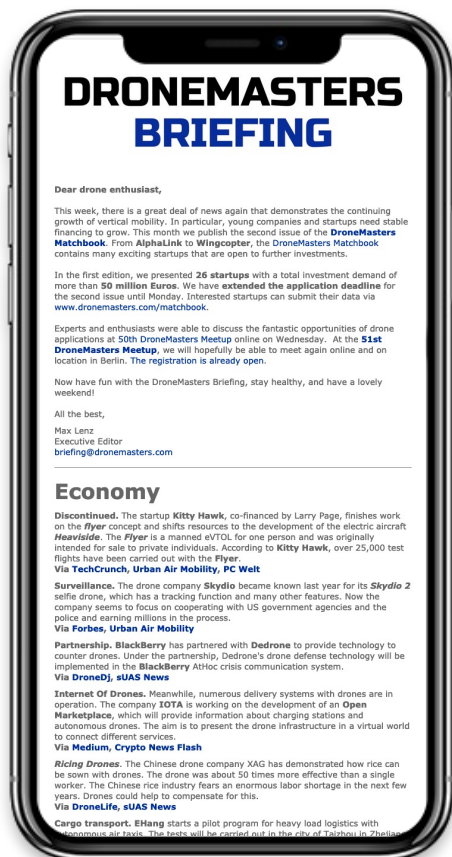 DRONEMASTERS
BRIEFING
Dear drone enthusiast,
This week, there is a great deal of news again that demonstrates the continuing
growth of vertical mobility. In particular, young companies and startups need stable
financing to grow. This month we publish the second issue of the DroneMasters
Matchbook. From AlphaLink to Wingcopter, the DroneMasters Matchbook
contains many exciting startups that are open to further investments.
In the first edition, we presented 26 startups with a total investment demand of
more than 50 million Euros. We have extended the application deadline for
the second issue until Monday. Interested startups can submit their data via
www.dronemasters.com/matchbook.
Experts and enthusiasts were able to discuss the fantastic opportunities of drone
applications at 50th DroneMasters Meetup online on Wednesday. At the 51st
DroneMasters Meetup, we will hopefully be able to meet again online and on
location in Berlin. The registration is already open.
Now have fun with the DroneMasters Briefing, stay healthy, and have a lovely
weekend!
All the best,
Max Lenz
Executive Editor
briefing@dronemasters.com
Economy
Discontinued. The startup Kitty Hawk, co-financed by Larry Page, finishes work
on the flyer concept and shifts resources to the development of the electric aircraft
Heaviside. The Flyer is a manned eVTOL for one person and was originally
intended for sale to private individuals. According to Kitty Hawk, over 25,000 test
flights have been carried out with the Flyer.
Via TechCrunch, Urban Air Mobility, PC Welt
Surveillance. The drone company Skydio became known last year for its Skydio 2
selfie drone, which has a tracking function and many other features. Now the
company seems to focus on cooperating with US government agencies and the
police and earning millions in the process.
Via Forbes, Urban Air Mobility
Partnership. BlackBerry has partnered with Dedrone to provide technology to
counter drones. Under the partnership, Dedrone's drone defense technology will be
implemented in the BlackBerry AtHoc crisis communication system.
Via DroneDj, sUAS News
Internet Of Drones. Meanwhile, numerous delivery systems with drones are in
operation. The company IOTA is working on the development of an Open
Marketplace, which will provide information about charging stations and
autonomous drones. The aim is to present the drone infrastructure in a virtual world
to connect different services.
Via Medium, Crypto News Flash
Ricing Drones. The Chinese drone company XAG has demonstrated how rice can
be sown with drones. The drone was about 50 times more effective than a single
worker. The Chinese rice industry fears an enormous labor shortage in the next few
years. Drones could help to compensate for this.
Via DroneLife, sUAS News
Cargo transport. EHang starts a pilot program for heavy load logistics with
autonomous air taxis. The tests will be carried out in the city of Taizhou in Zhejiang